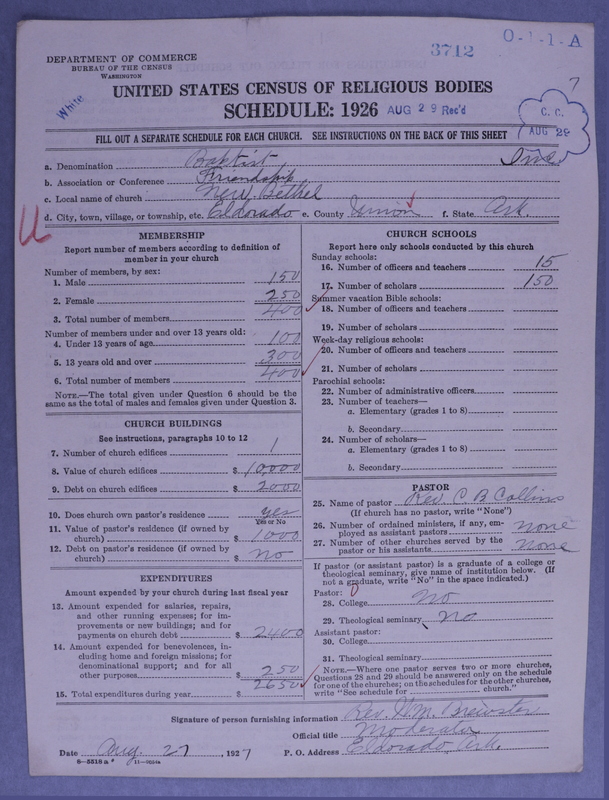 3712
O-1-1-A
DEPARTMENT OF COMMERCE
BUREAU OF THE CENSUS
WASHINGTON
7
White
UNITED STATES CENSUS OF RELIGIOUS BODIES
SCHEDULE: 1926 AUG 29 Rec'd
C. C.
AUG 29
FILL OUT A SEPARATE SCHEDULE FOR EACH CHURCH. SEE INSTRUCTIONS ON THE BACK OF THIS SHEET
a. Denomination Baptist
b. Association or Conference Friendship
c. Local name of church New Bethel
d. City, town, village, or township, etc. Eldorado e. County Union f. State Ark.
U
MEMBERSHIP
Report number of members according to definition of
member in your church
Number of members, by sex:
1. Male 150
2. Female 250
3. Total number of members 400
Number of members under and over 13 years old:
4. Under 13 years of age 100
5. 13 years old and over 300
6. Total number of members 400
NOTE.—The total given under Question 6 should be the
same as the total of males and females given under Question 3.
CHURCH BUILDINGS
See instructions, paragraphs 10 to 12
7. Number of church edifices 1
8. Value of church edifices $ 10,000
9. Debt on church edifices $ 2000
10. Does church own pastor's residence yes
Yes or No
11. Value of pastor's residence (if owned by
church) $ 1000
12. Debt on pastor's residence (if owned by
church) $ no
EXPENDITURES
Amount expended by your church during last fiscal year
13. Amount expended for salaries, repairs,
and other running expenses; for im-
provements or new buildings; and for
payments on church debt $ 2400
14. Amount expended for benevolences, in-
cluding home and foreign missions; for
denominational support; and for all
other purposes $ 250
15. Total expenditures during year $ 2650
CHURCH SCHOOLS
Report here only schools conducted by this church
Sunday schools:
16. Number of officers and teachers 15
17. Number of scholars 150
Summer vacation Bible schools:
18. Number of officers and teachers
19. Number of scholars
Week-day religious schools:
20. Number of officers and teachers
21. Number of scholars
Parochial schools:
22. Number of administrative officers
23. Number of teachers—
a. Elementary (grades 1 to 8)
b. Secondary
24. Number of scholars—
a. Elementary (grades 1 to 8)
b. Secondary
PASTOR
25. Name of pastor Rev. C B Collins
(If church has no pastor, write "None")
26. Number of ordained ministers, if any, em-
ployed as assistant pastors none
27. Number of other churches served by the
pastor or his assistants None
If pastor (or assistant pastor) is a graduate of a college or
theological seminary, give name of institution below. (If
not a graduate, write "No" in the space indicated.)
Pastor:
28. College no
29. Theological seminary No
Assistant pastor:
30. College
31. Theological seminary
NOTE.—Where one pastor serves two or more churches,
Questions 28 and 29 should be answered only on the schedule
for one of the churches; on the schedules for the other churches,
write "See schedule for church."
Signature of person furnishing information Rev. Wm. Brewster
Official title Moderator
Date Aug. 27, 1927 P. O. Address Eldorado, Ark.
8-5518 a